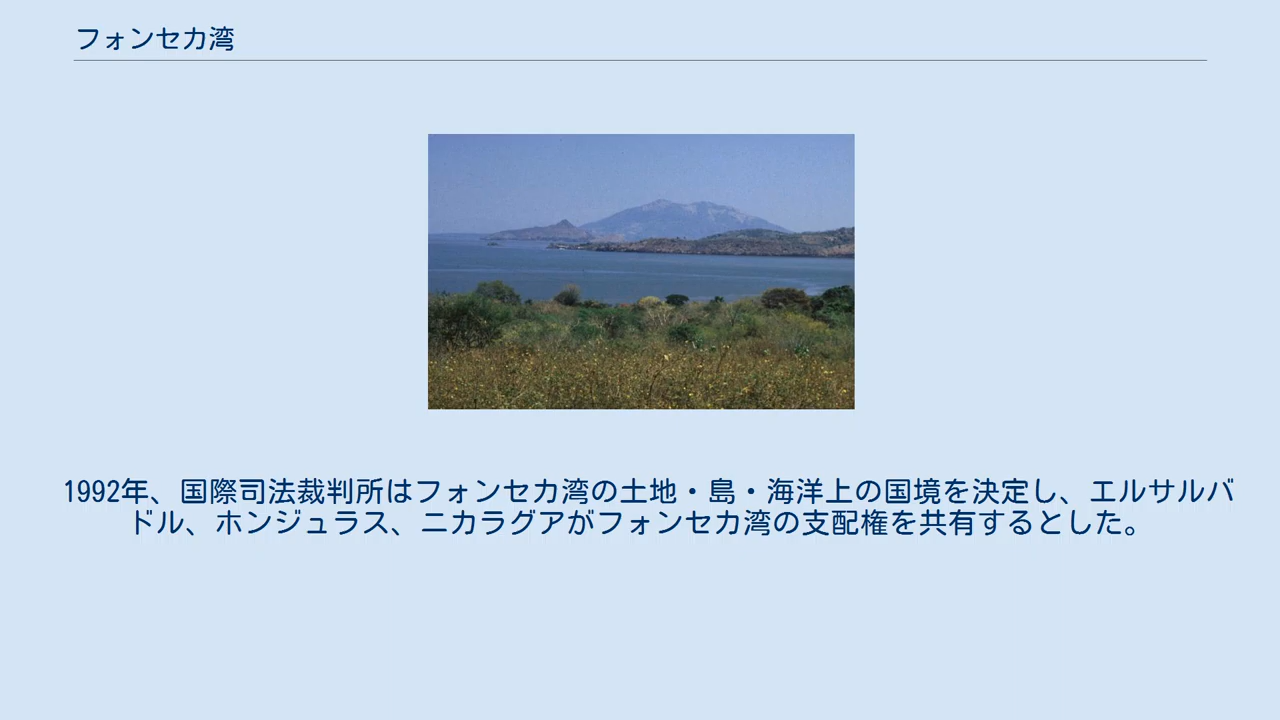 フォンセカ湾
1992年、国際司法裁判所はフォンセカ湾の土地・島・海洋上の国境を決定し、エルサルバ
ドル、ホンジュラス、ニカラグアがフォンセカ湾の支配権を共有するとした。